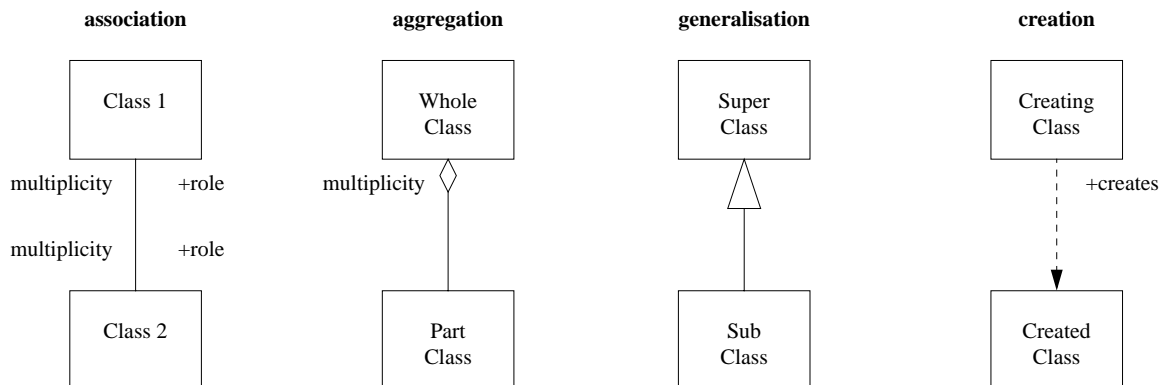 association
aggregation
generalisation
creation
Class 1
Whole
Class
Super
Class
Creating
Class
multiplicity
+role
multiplicity
+creates
multiplicity
+role
Class 2
Part
Class
Sub
Class
Created
Class